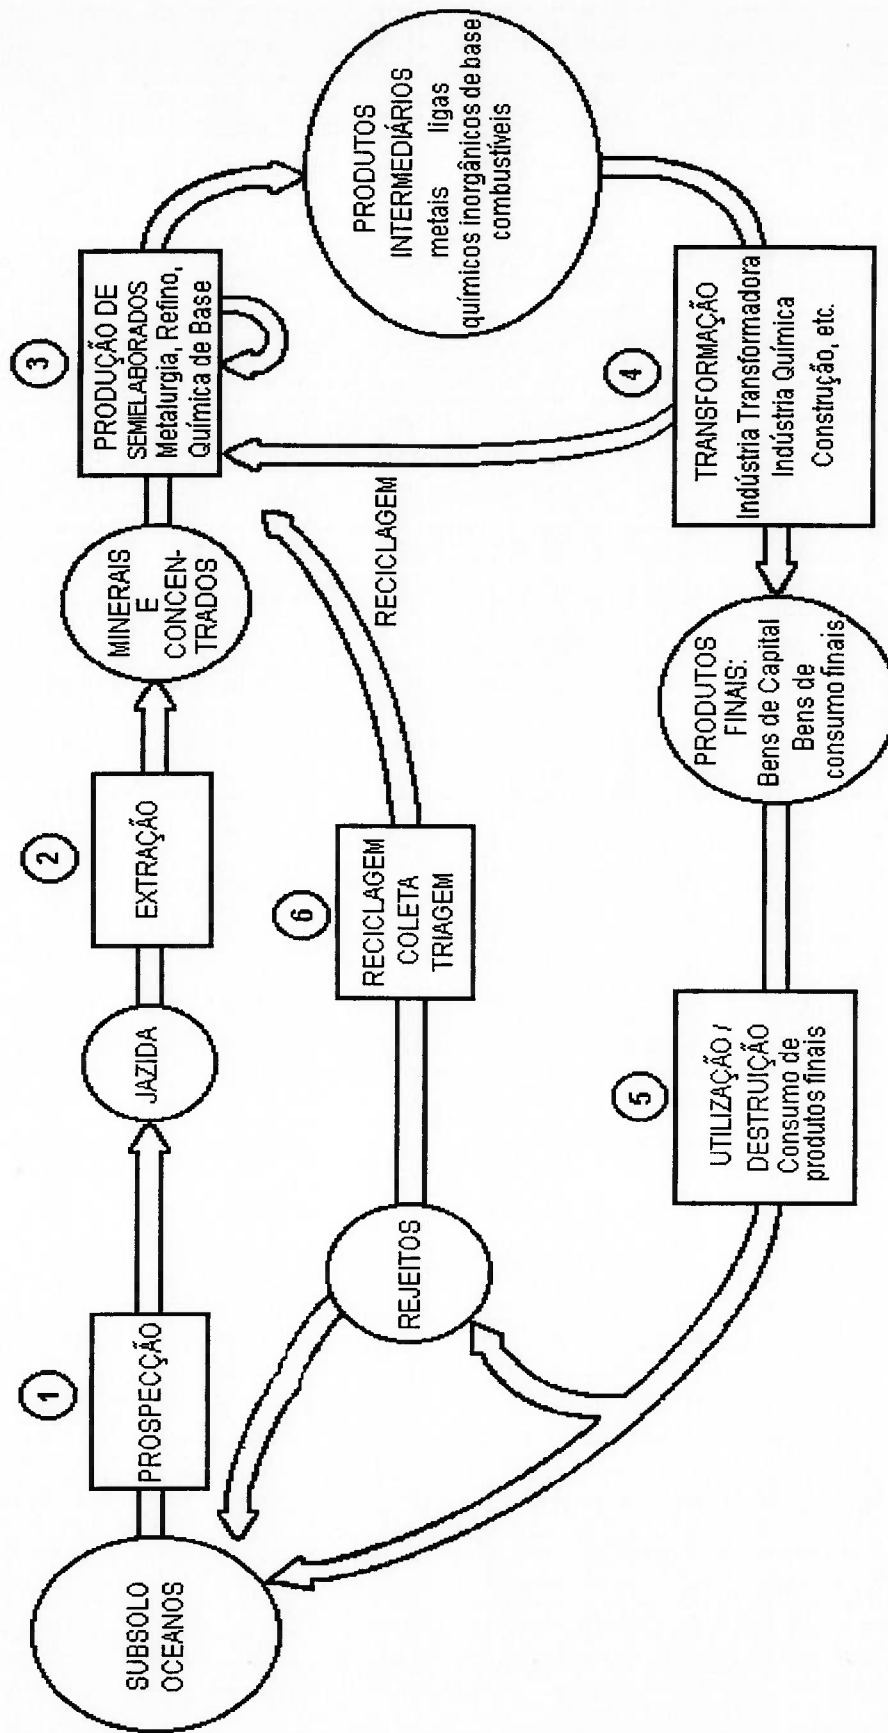 SUBSOLO
OCEANOS
1
PROSPECÇÃO
JAZIDA
2
EXTRAÇÃO
MINERAIS
E
CONCEN-
TRADOS
3
PRODUÇÃO DE
SEMIELABORADOS
Metalurgia, Refino,
Química de Base
PRODUTOS
INTERMEDIÁRIOS
metais ligas
químicos inorgânicos de base
combustíveis
4
TRANSFORMAÇÃO
Indústria Transformadora
Indústria Química
Construção, etc.
RECICLAGEM
PRODUTOS
FINAIS:
Bens de Capital
Bens de
consumo finais
5
UTILIZAÇÃO /
DESTRUIÇÃO
Consumo de
produtos finais
REJEITOS
6
RECICLAGEM
COLETA
TRIAGEM